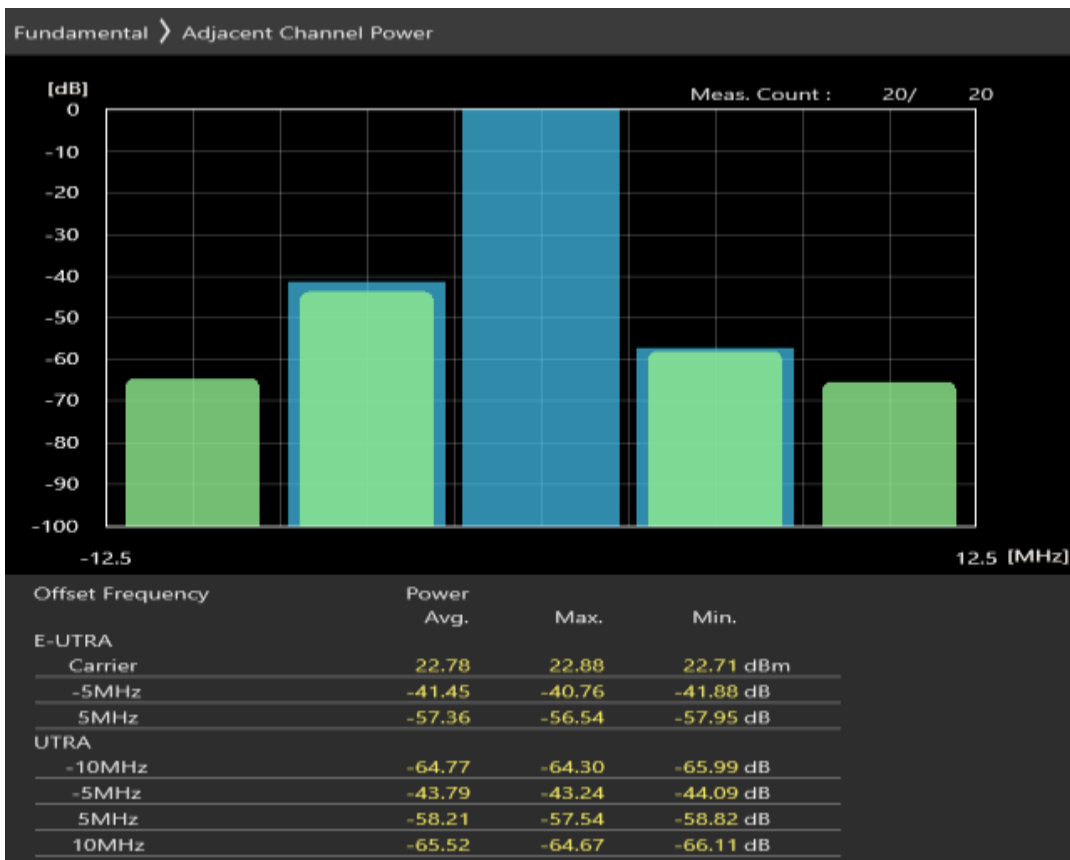 Fundamental 〉 Adjacent Channel Power
[dB]
Meas. Count : 20/ 20
0
-10
-20
-30
-40
-50
-60
-70
-80
-90
-100
-12.5 12.5 [MHz]
Offset Frequency Power
Avg. Max. Min.
E-UTRA
Carrier 22.78 22.88 22.71 dBm
-5MHz -41.45 -40.76 -41.88 dB
5MHz -57.36 -56.54 -57.95 dB
UTRA
-10MHz -64.77 -64.30 -65.99 dB
-5MHz -43.79 -43.24 -44.09 dB
5MHz -58.21 -57.54 -58.82 dB
10MHz -65.52 -64.67 -66.11 dB